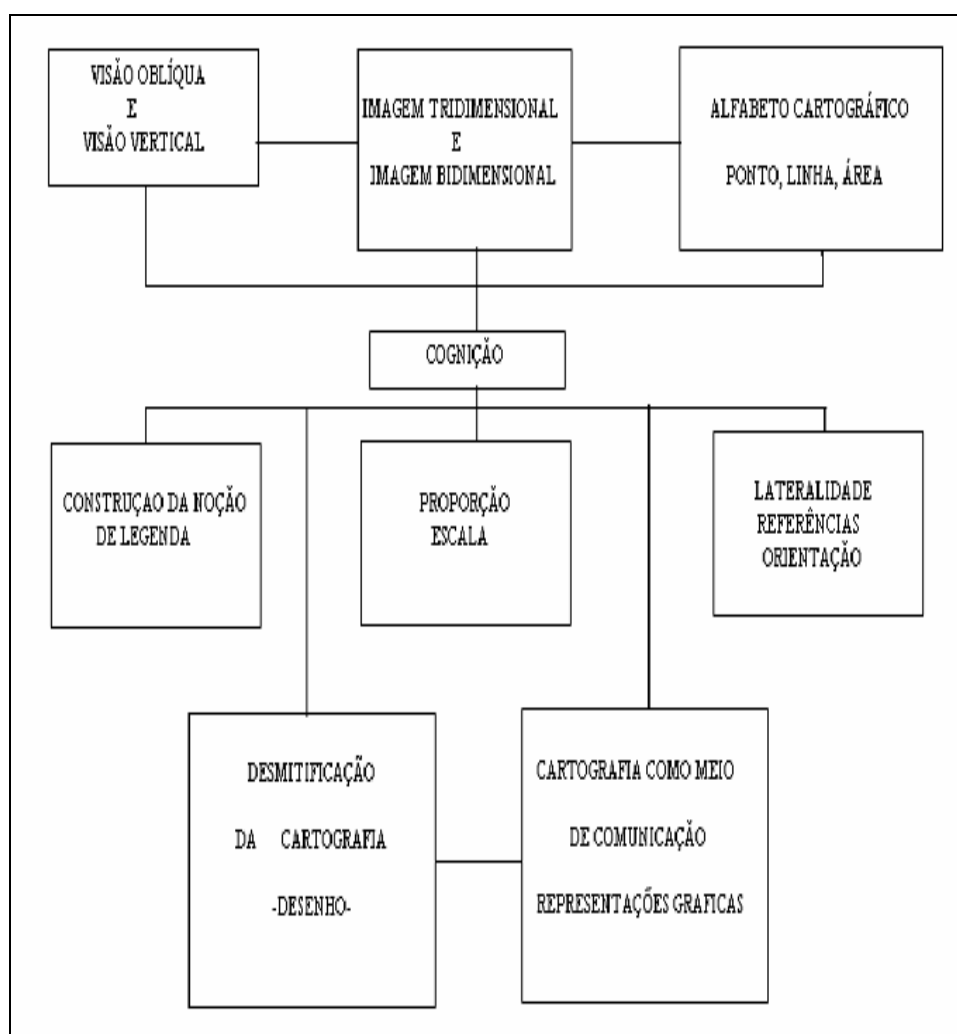 VISÃO OBLÍQUA
E
VISÃO VERTICAL
IMAGEM TRIDIMENSIONAL
E
IMAGEM BIDIMENSIONAL
ALFABETO CARTOGRÁFICO
PONTO, LINHA, ÁREA
COGNIÇÃO
CONSTRUÇAO DA NOÇÃO
DE LEGENDA
PROPORÇÃO
ESCALA
LATERALIDADE
REFERÊNCIAS
ORIENTAÇÃO
DESMITIFICAÇÃO
DA CARTOGRAFIA
-DESENHO-
CARTOGRAFIA COMO MEIO
DE COMUNICAÇÃO
REPRESENTAÇÕES GRAFICAS